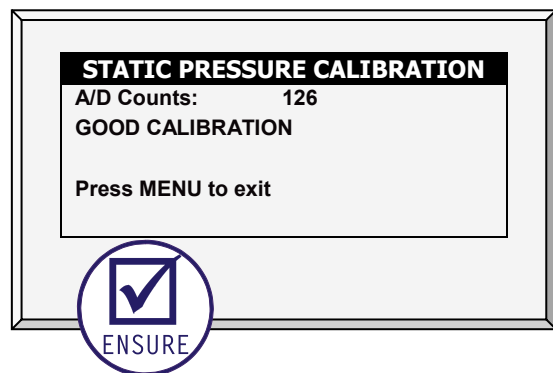 STATIC PRESSURE CALIBRATION
A/D Counts: 126
GOOD CALIBRATION
Press MENU to exit
ENSURE